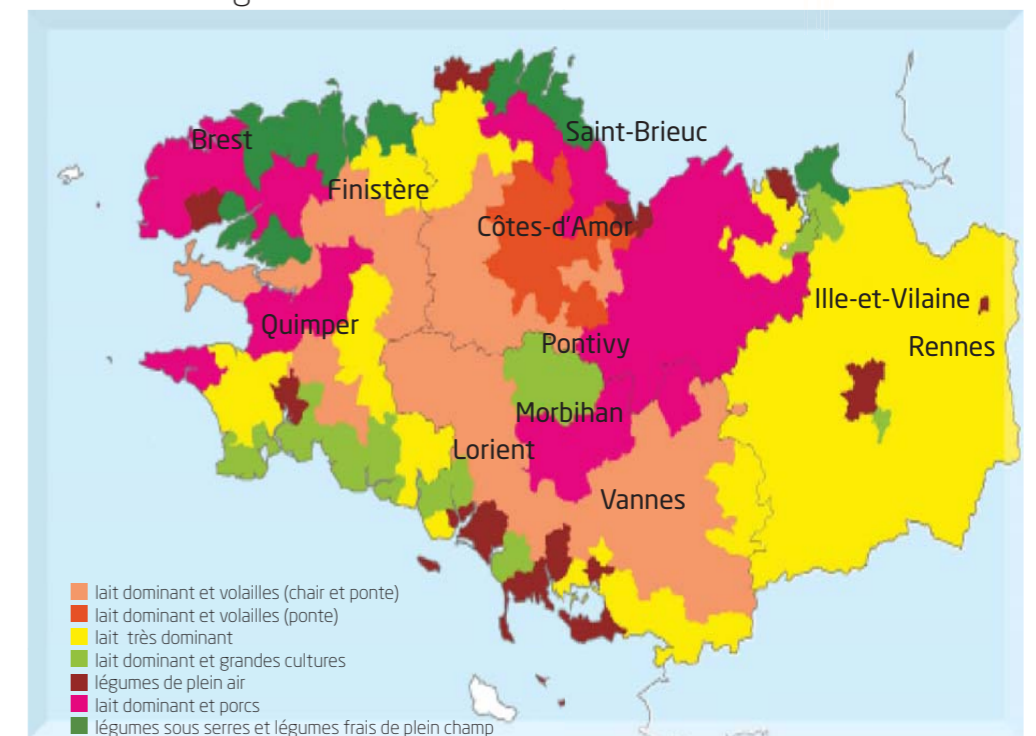 Brest
Saint-Brieuc
Finistère
Côtes-d'Amor
Ille-et-Vilaine
Quimper
Pontivy
Rennes
Morbihan
Lorient
Vannes
lait dominant et volailles (chair et ponte)
lait dominant et volailles (ponte)
lait très dominant
lait dominant et grandes cultures
légumes de plein air
lait dominant et porcs
légumes sous serres et légumes frais de plein champ